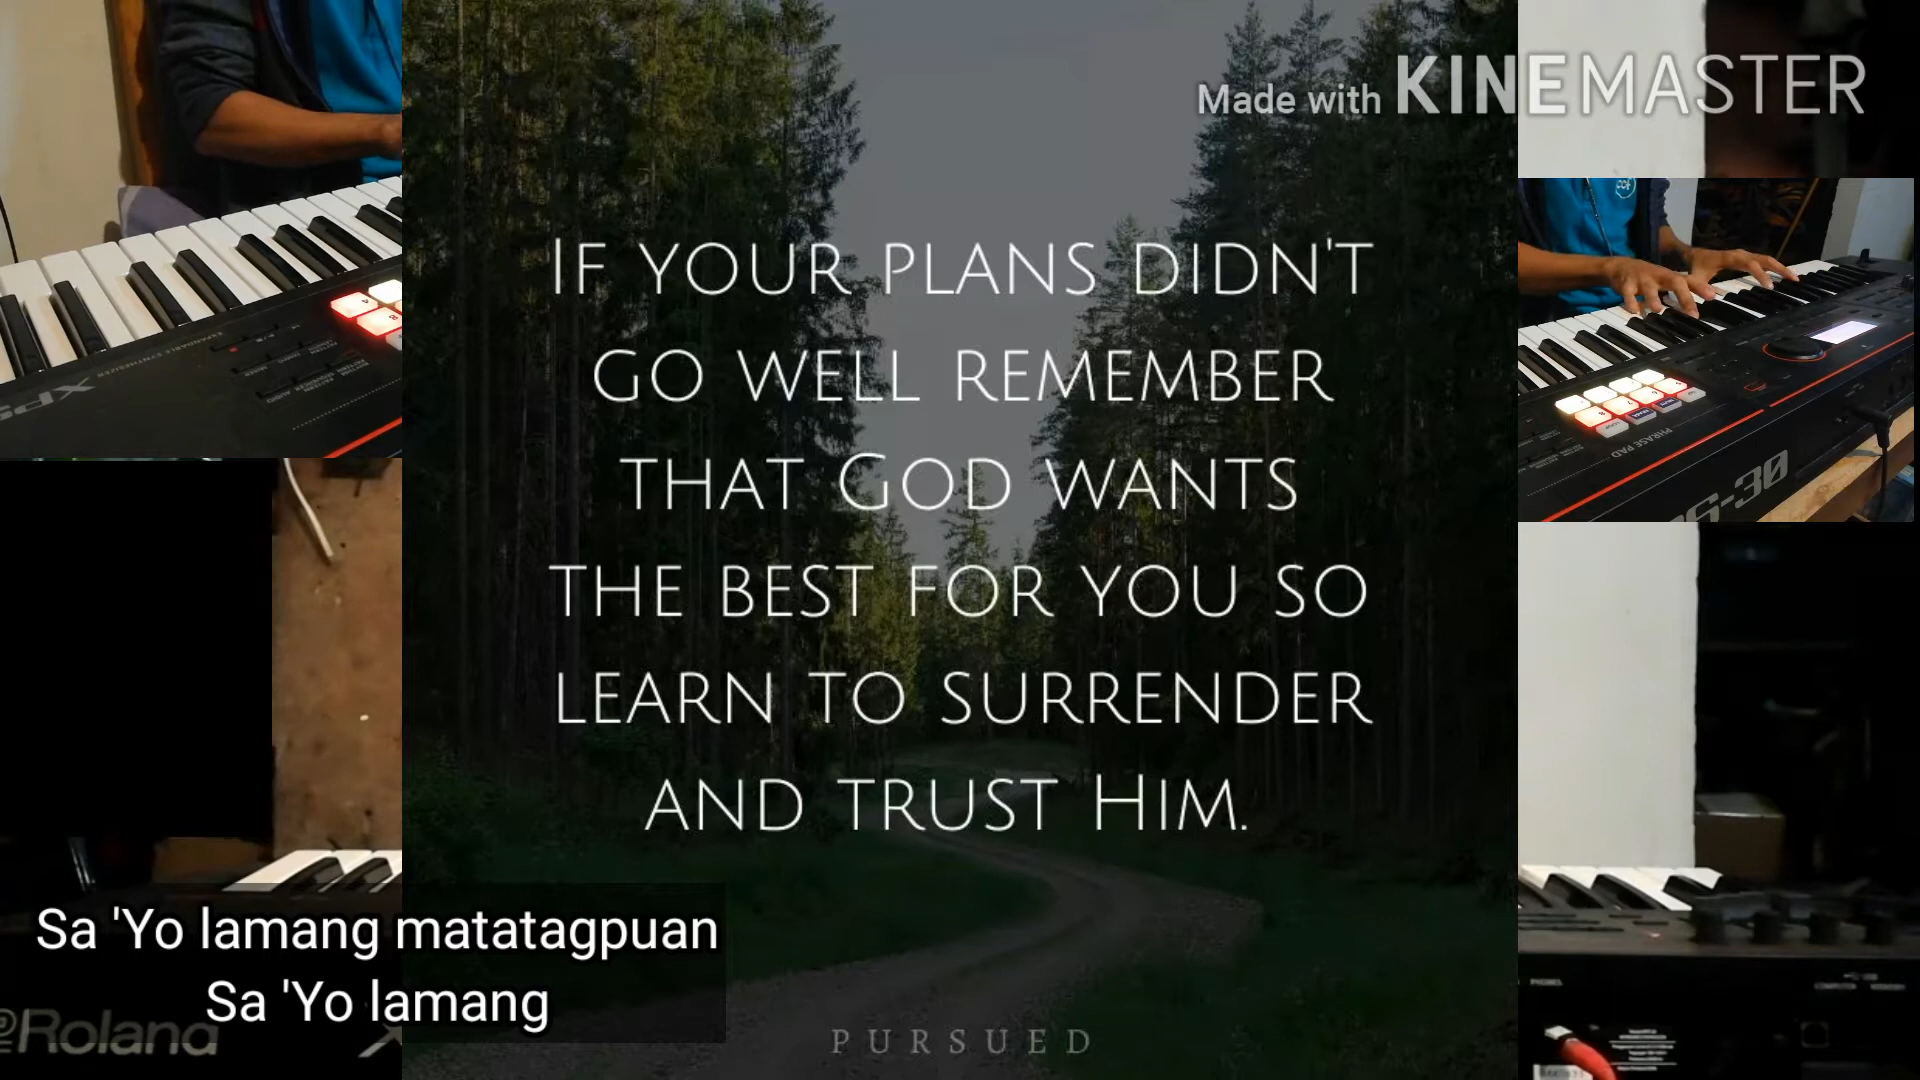 Made with KINEMASTER
IF YOUR PLANS DIDN'T
GO WELL REMEMBER
THAT GOD WANTS
THE BEST FOR YOU SO
LEARN TO SURRENDER
AND TRUST HIM.
PURSUED
Sa 'Yo lamang matatagpuan
Sa 'Yo lamang
Roland
PHRASE PAD